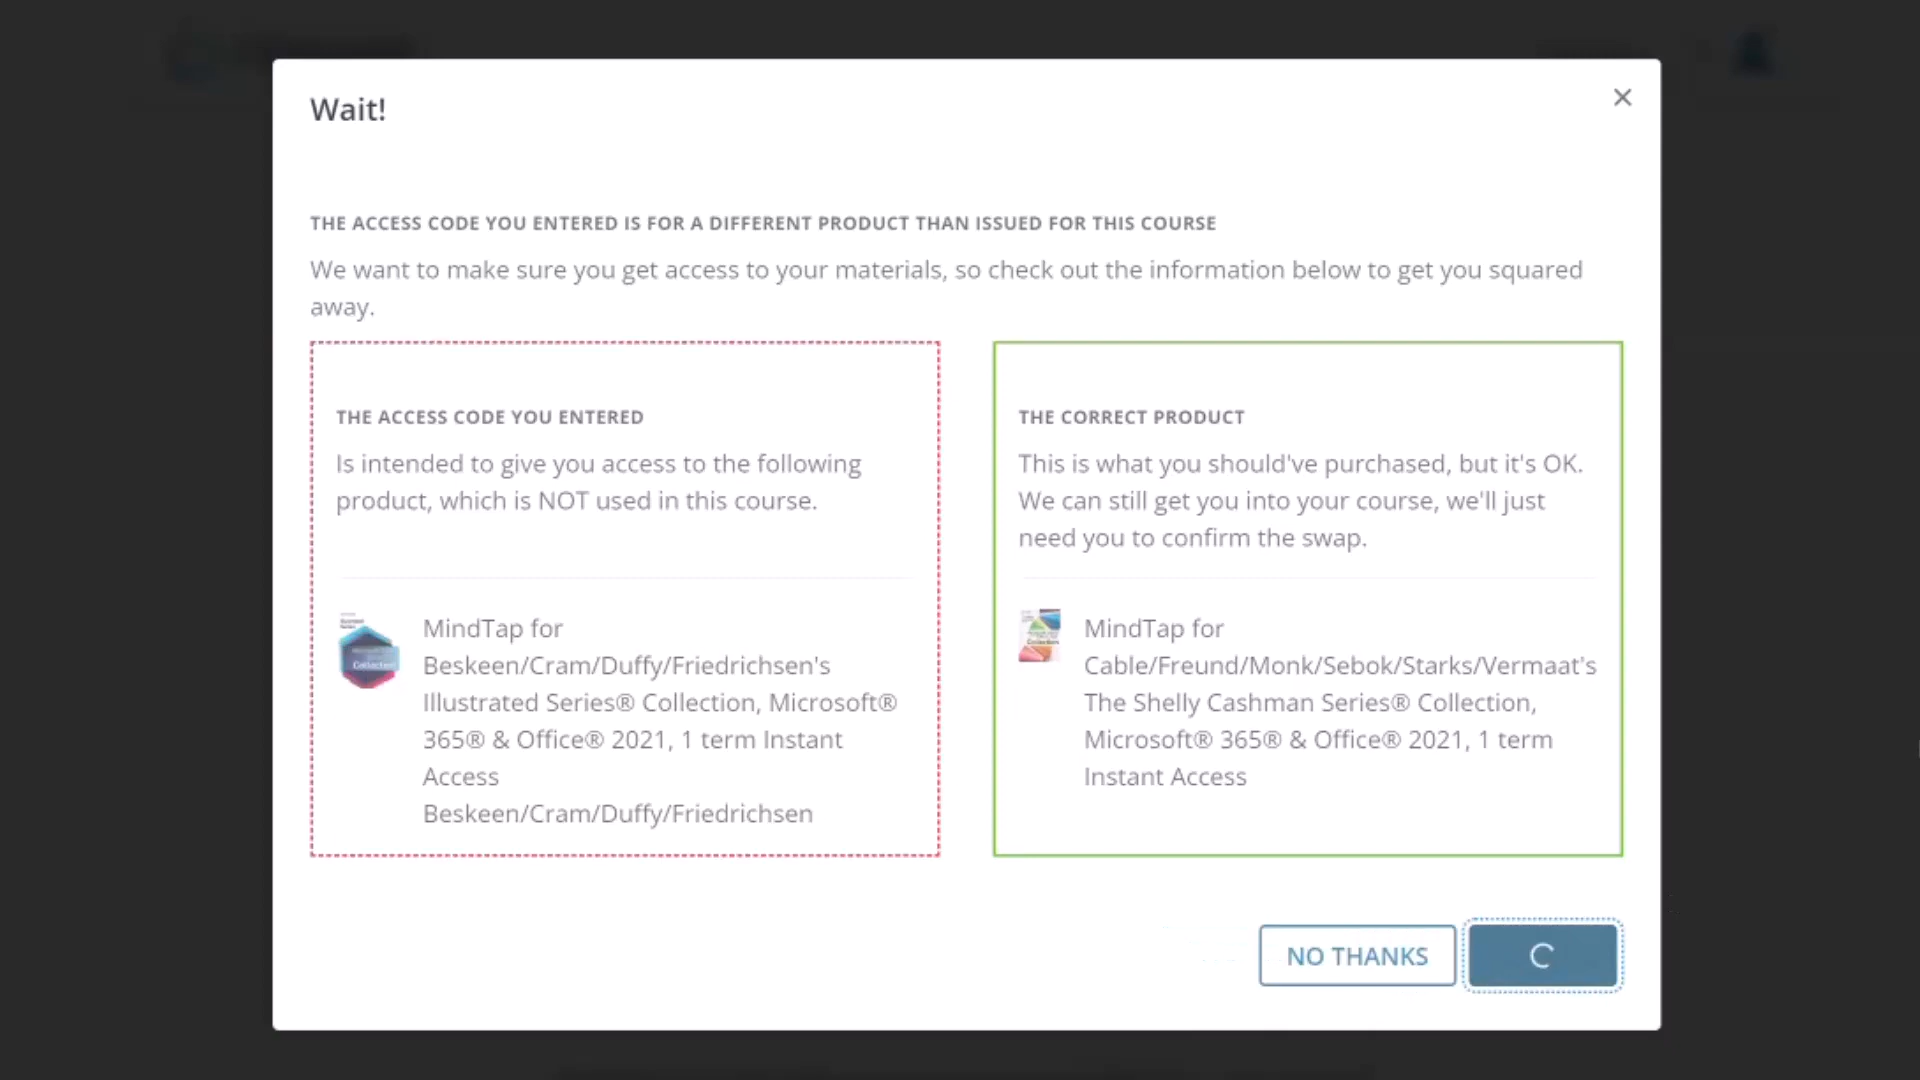 Wait!
THE ACCESS CODE YOU ENTERED IS FOR A DIFFERENT PRODUCT THAN ISSUED FOR THIS COURSE
We want to make sure you get access to your materials, so check out the information below to get you squared
away.
THE ACCESS CODE YOU ENTERED
Is intended to give you access to the following
product, which is NOT used in this course.
MindTap for
Beskeen/Cram/Duffy/Friedrichsen's
Illustrated Series® Collection, Microsoft®
365® & Office® 2021, 1 term Instant
Access
Beskeen/Cram/Duffy/Friedrichsen
THE CORRECT PRODUCT
This is what you should've purchased, but it's OK.
We can still get you into your course, we'll just
need you to confirm the swap.
MindTap for
Cable/Freund/Monk/Sebok/Starks/Vermaat's
The Shelly Cashman Series® Collection,
Microsoft® 365® & Office® 2021, 1 term
Instant Access
NO THANKS